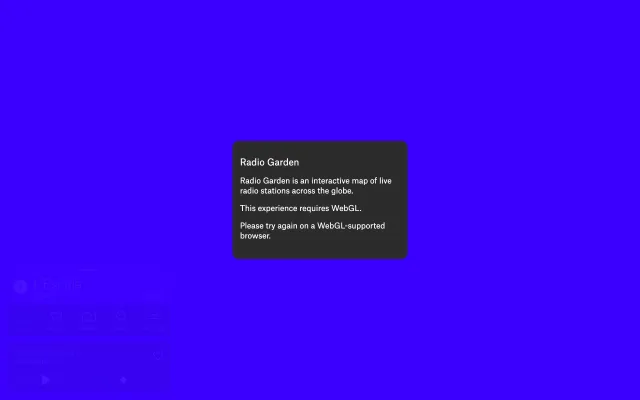 Radio Garden
Radio Garden is an interactive map of live
radio stations across the globe.
This experience requires WebGL.
Please try again on a WebGL-supported
browser.